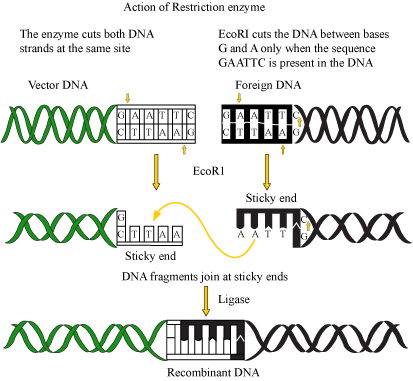 Action of Restriction enzyme
The enzyme cuts both DNA
strands at the same site
EcoRI cuts the DNA between bases
G and A only when the sequence
GAATTC is present in the DNA
Vector DNA
Foreign DNA
G A A T T C
C T T A A G
G A A T T C
C T T A A G
EcoR1
Sticky end
G
C T T A A
Sticky end
C
A A T T G
DNA fragments join at sticky ends
Ligase
Recombinant DNA